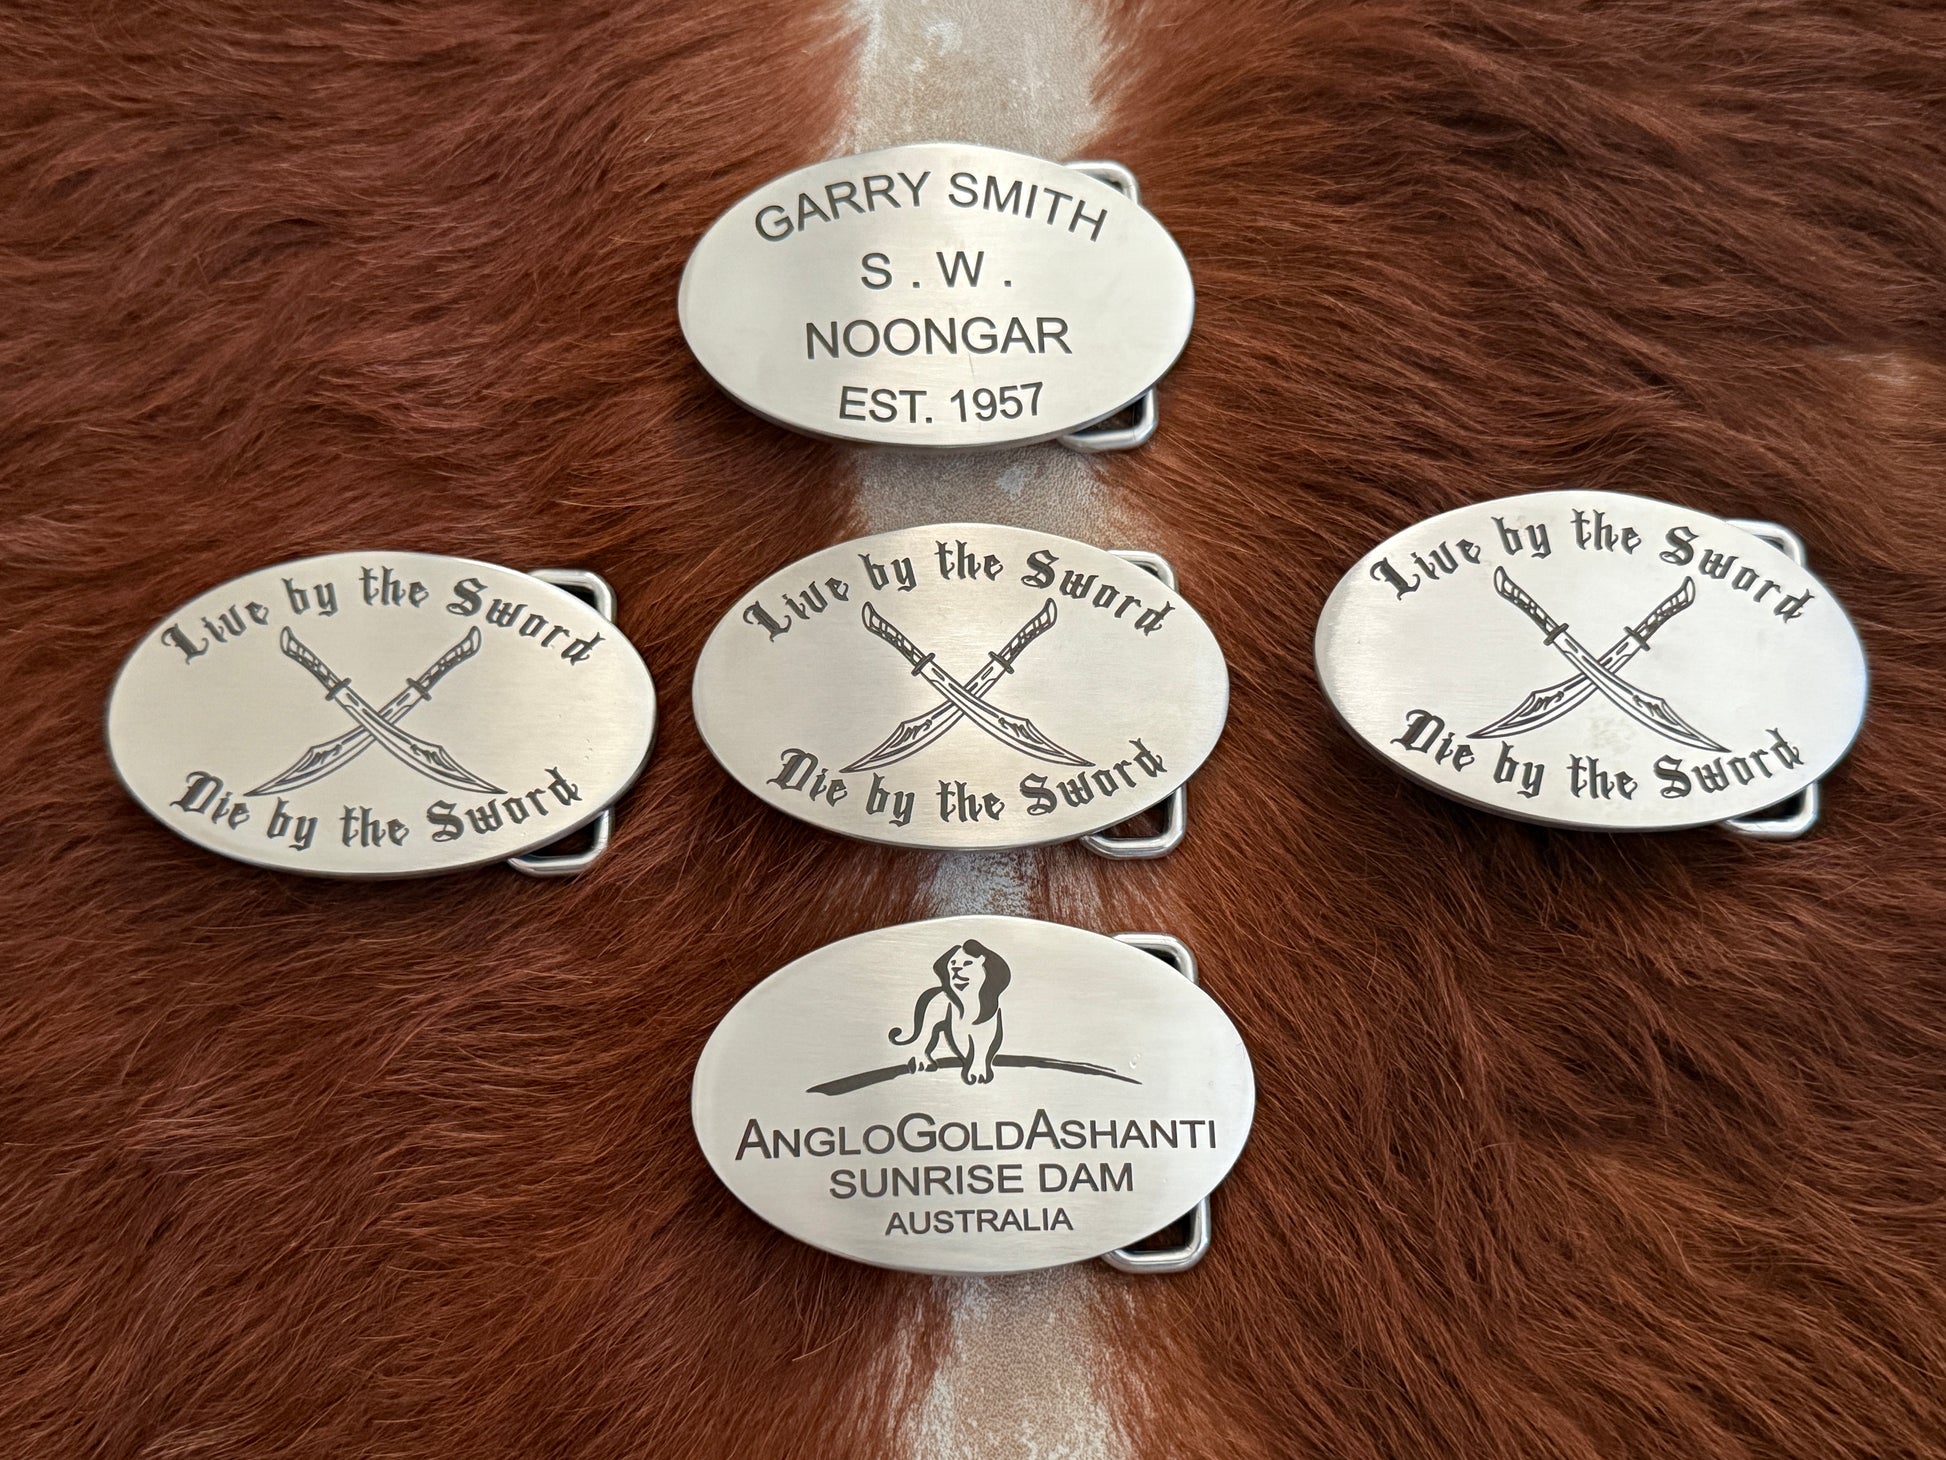 GARRY SMITH
S . W .
NOONGAR
EST. 1957
Live by the Sword
Die by the Sword
Live by the Sword
Die by the Sword
Live by the Sword
Die by the Sword
ANGLOGOLDASHANTI
SUNRISE DAM
AUSTRALIA